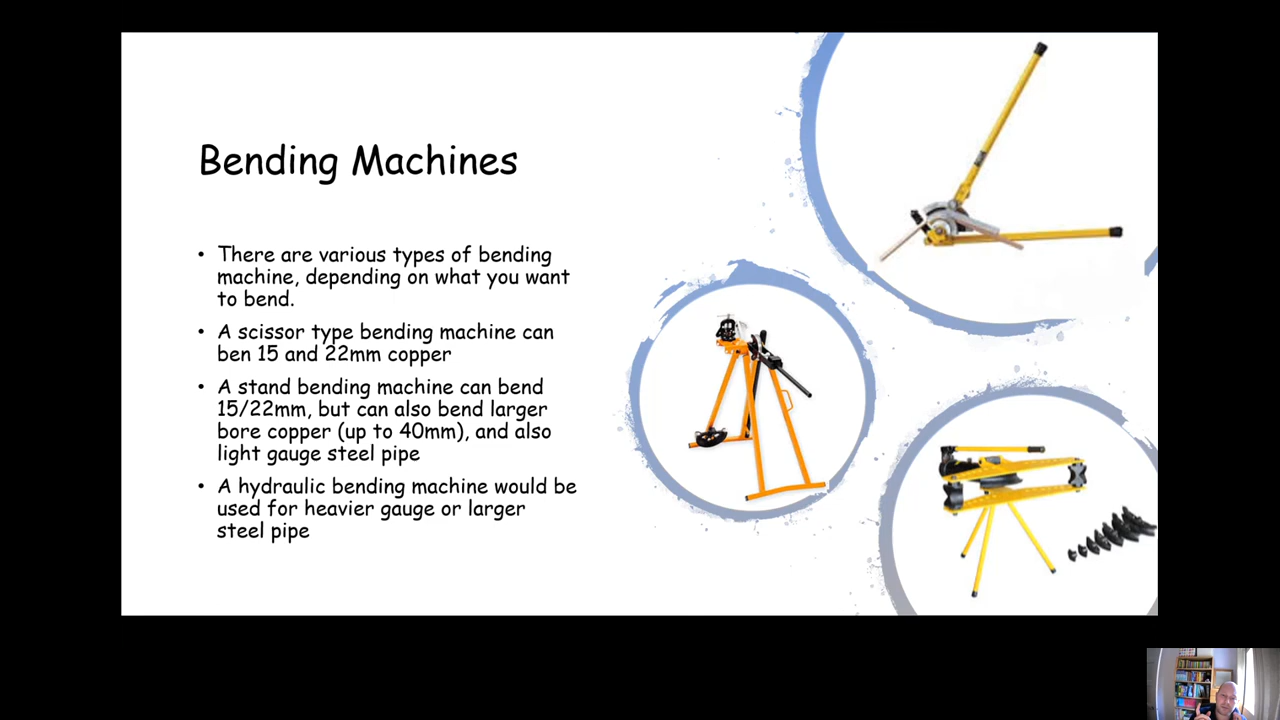 Bending Machines
• There are various types of bending
machine, depending on what you want
to bend.
• A scissor type bending machine can
ben 15 and 22mm copper
• A stand bending machine can bend
15/22mm, but can also bend larger
bore copper (up to 40mm), and also
light gauge steel pipe
• A hydraulic bending machine would be
used for heavier gauge or larger
steel pipe